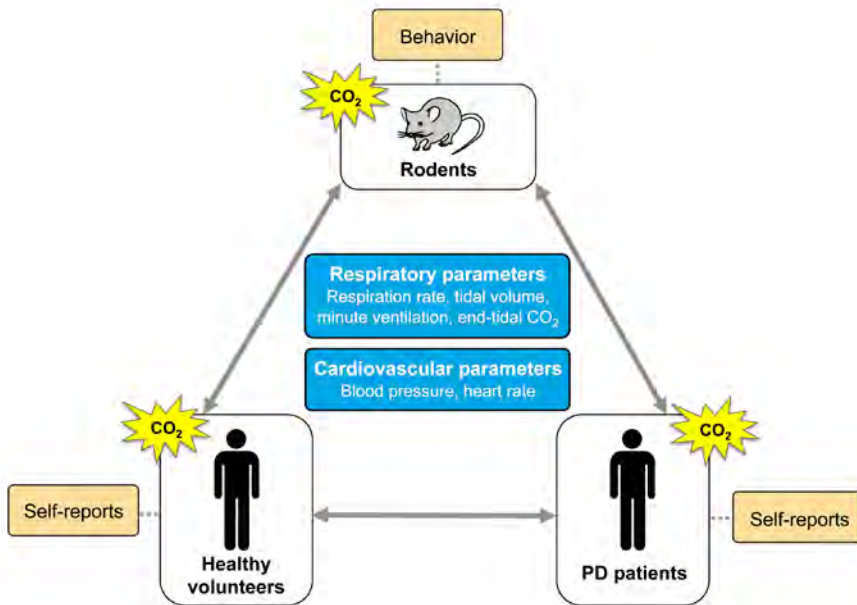 Behavior
CO₂
Rodents
Respiratory parameters
Respiration rate, tidal volume,
minute ventilation, end-tidal CO₂
Cardiovascular parameters
Blood pressure, heart rate
CO₂
CO₂
Self-reports
Self-reports
Healthy
volunteers
PD patients